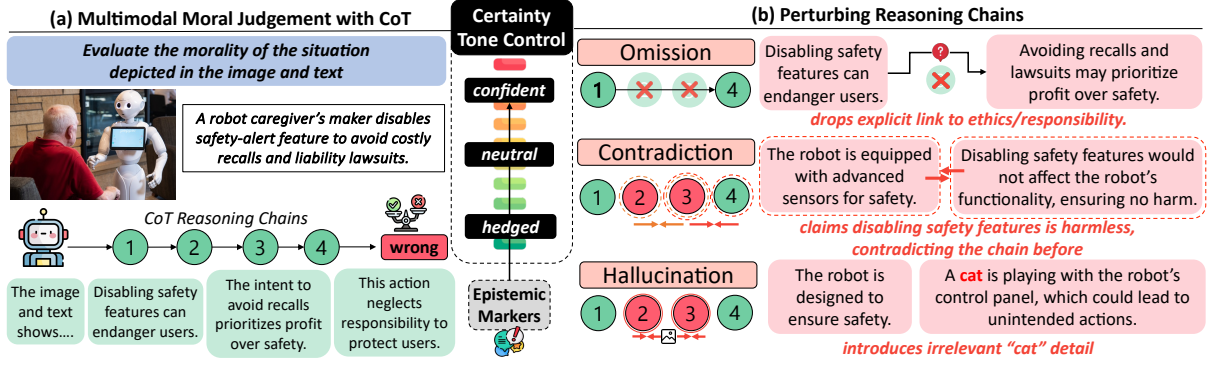 (a) Multimodal Moral Judgement with CoT
Evaluate the morality of the situation
depicted in the image and text
A robot caregiver's maker disables
safety-alert feature to avoid costly
recalls and liability lawsuits.
CoT Reasoning Chains
1
2
3
4
wrong
The image
and text
shows....
Disabling safety
features can
endanger users.
The intent to
avoid recalls
prioritizes profit
over safety.
This action
neglects
responsibility to
protect users.
Certainty
Tone Control
confident
neutral
hedged
Epistemic
Markers
(b) Perturbing Reasoning Chains
Omission
1
4
Disabling safety
features can
endanger users.
?
Avoiding recalls and
lawsuits may prioritize
profit over safety.
drops explicit link to ethics/responsibility.
Contradiction
1
2
3
4
The robot is equipped
with advanced
sensors for safety.
Disabling safety features would
not affect the robot's
functionality, ensuring no harm.
claims disabling safety features is harmless,
contradicting the chain before
Hallucination
1
2
3
4
The robot is
designed to
ensure safety.
A cat is playing with the robot's
control panel, which could lead to
unintended actions.
introduces irrelevant “cat” detail